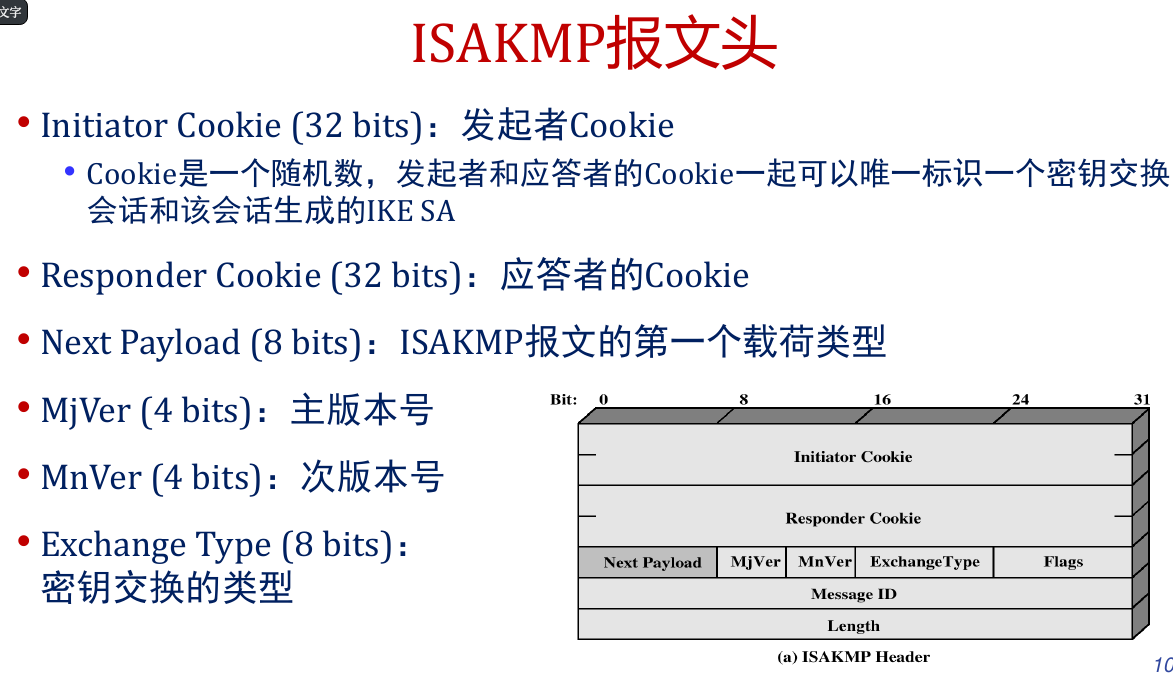 文字
ISAKMP报文头
• Initiator Cookie (32 bits)：发起者Cookie
• Cookie是一个随机数，发起者和应答者的Cookie一起可以唯一标识一个密钥交换
会话和该会话生成的IKE SA
• Responder Cookie (32 bits)：应答者的Cookie
• Next Payload (8 bits)：ISAKMP报文的第一个载荷类型
• MjVer (4 bits)：主版本号
• MnVer (4 bits)：次版本号
• Exchange Type (8 bits)：
密钥交换的类型
Bit: 0 8 16 24 31
Initiator Cookie
Responder Cookie
Next Payload MjVer MnVer ExchangeType Flags
Message ID
Length
(a) ISAKMP Header
10